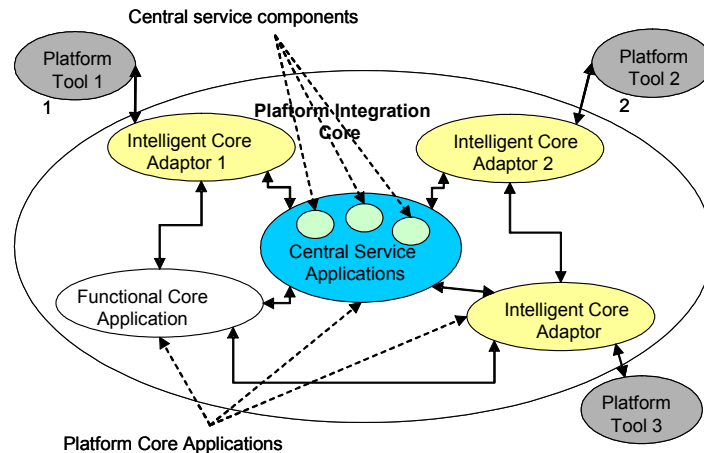 Central service components
Platform
Tool 1
1
Platform
Tool 2
2
Plaftform Integration
Core
Intelligent Core
Adaptor 1
Intelligent Core
Adaptor 2
Central Service
Applications
Functional Core
Application
Intelligent Core
Adaptor
Platform
Tool 3
Platform Core Applications